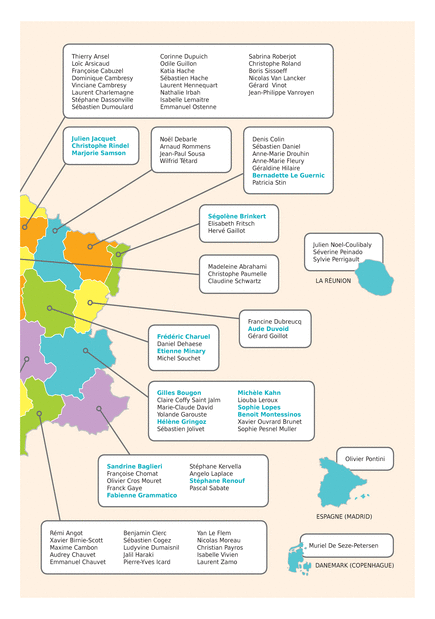 Thierry Ansel
Loïc Arsicaud
Françoise Cabuzel
Dominique Cambresy
Vinciane Cambresy
Laurent Charlemagne
Stéphane Dassonville
Sébastien Dumoulard
Corinne Dupuich
Odile Guillon
Katia Hache
Sébastien Hache
Laurent Hennequart
Nathalie Irbah
Isabelle Lemaitre
Emmanuel Ostenne
Sabrina Roberjot
Christophe Roland
Boris Sissoeff
Nicolas Van Lancker
Gérard Vinot
Jean-Philippe Vanroyen
Julien Jacquet
Christophe Rindel
Marjorie Samson
Noël Debarle
Arnaud Rommens
Jean-Paul Sousa
Wilfrid Tétard
Denis Colin
Sébastien Daniel
Anne-Marie Drouhin
Anne-Marie Fleury
Géraldine Hilaire
Bernadette Le Guernic
Patricia Stin
Ségolène Brinkert
Elisabeth Fritsch
Hervé Gaillot
Julien Noel-Coulibaly
Séverine Peinado
Sylvie Perrigault
LA RÉUNION
Madeleine Abrahami
Christophe Paumelle
Claudine Schwartz
Francine Dubreucq
Aude Duvoid
Gérard Goillot
Frédéric Charuel
Daniel Dehaese
Etienne Minary
Michel Souchet
Gilles Bougon
Claire Coffy Saint Jalm
Marie-Claude David
Yolande Garouste
Hélène Gringoz
Sébastien Jolivet
Michèle Kahn
Liouba Leroux
Sophie Lopes
Benoit Montessinos
Xavier Ouvrard Brunet
Sophie Pesnel Muller
Sandrine Baglieri
Françoise Chomat
Olivier Cros Mouret
Franck Gaye
Fabienne Grammatico
Stéphane Kervella
Angelo Laplace
Stéphane Renouf
Pascal Sabate
Olivier Pontini
ESPAGNE (MADRID)
Rémi Angot
Xavier Birnie-Scott
Maxime Cambon
Audrey Chauvet
Emmanuel Chauvet
Benjamin Clerc
Sébastien Cogez
Ludyvine Dumaisnil
Jalil Haraki
Pierre-Yves Icard
Yan Le Flem
Nicolas Moreau
Christian Payros
Isabelle Vivien
Laurent Zamo
Muriel De Seze-Petersen
DANEMARK (COPENHAGUE)